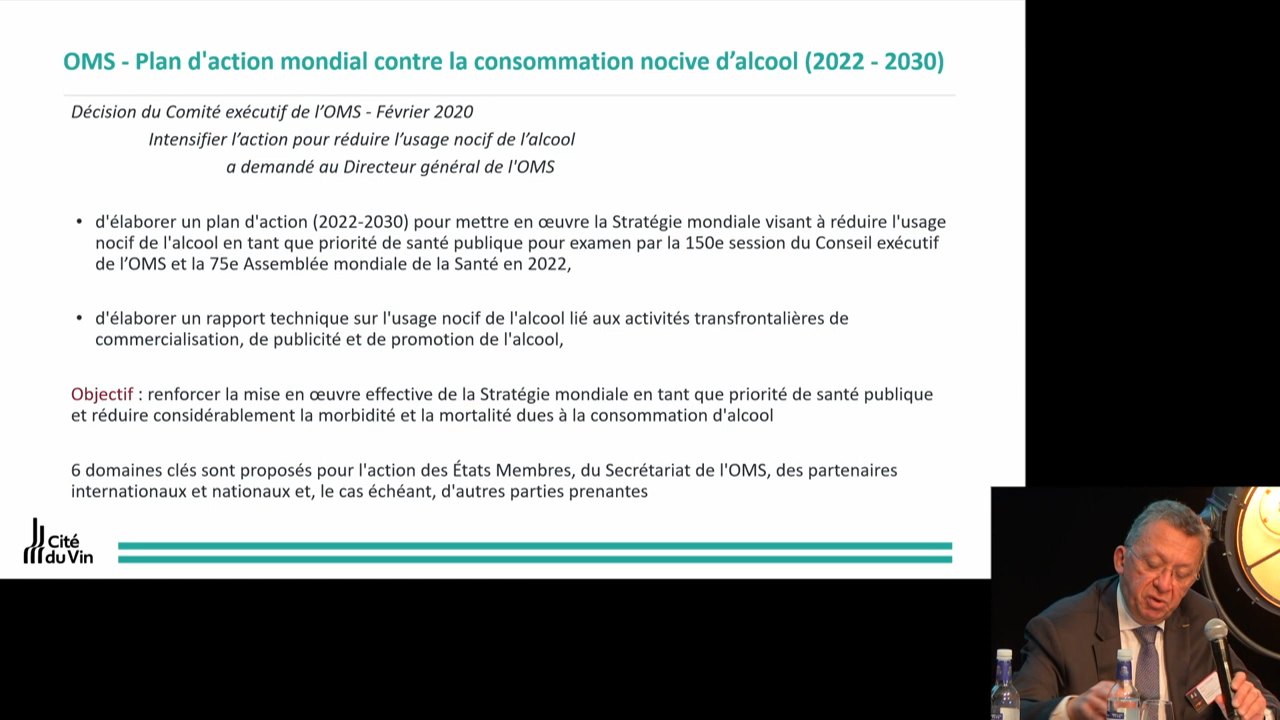 OMS - Plan d'action mondial contre la consommation nocive d’alcool (2022 - 2030)
Décision du Comité exécutif de l’OMS - Février 2020
Intensifier l’action pour réduire l’usage nocif de l’alcool
a demandé au Directeur général de l'OMS
• d'élaborer un plan d'action (2022-2030) pour mettre en œuvre la Stratégie mondiale visant à réduire l'usage
nocif de l'alcool en tant que priorité de santé publique pour examen par la 150e session du Conseil exécutif
de l’OMS et la 75e Assemblée mondiale de la Santé en 2022,
• d'élaborer un rapport technique sur l'usage nocif de l'alcool lié aux activités transfrontalières de
commercialisation, de publicité et de promotion de l'alcool,
Objectif : renforcer la mise en œuvre effective de la Stratégie mondiale en tant que priorité de santé publique
et réduire considérablement la morbidité et la mortalité dues à la consommation d'alcool
6 domaines clés sont proposés pour l'action des États Membres, du Secrétariat de l'OMS, des partenaires
internationaux et nationaux et, le cas échéant, d'autres parties prenantes
Cité
du Vin